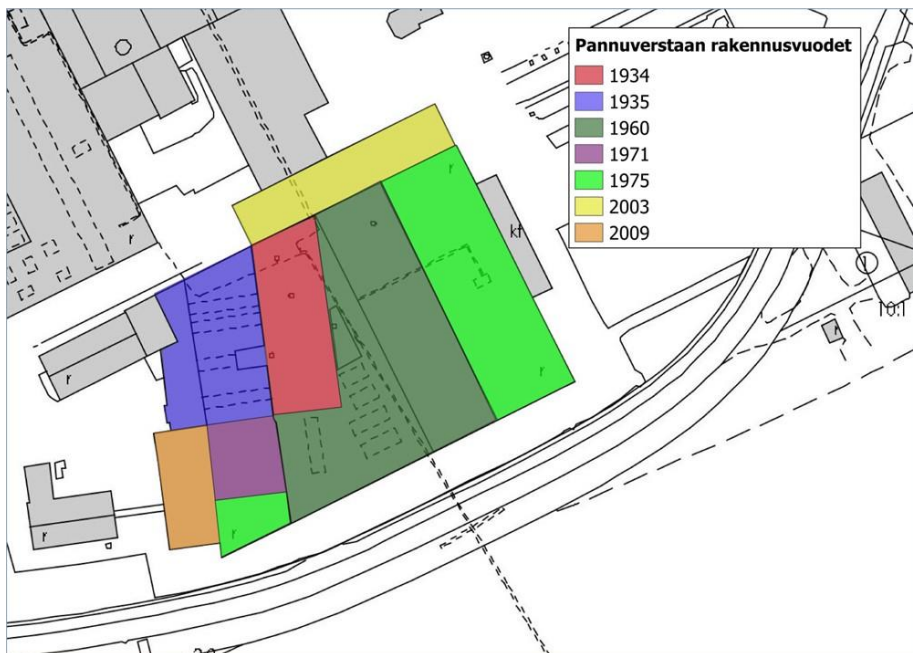 Pannuverstaan rakennusvuodet
1934
1935
1960
1971
1975
2003
2009
r
r
kt
r
r
10:1
r
r
r